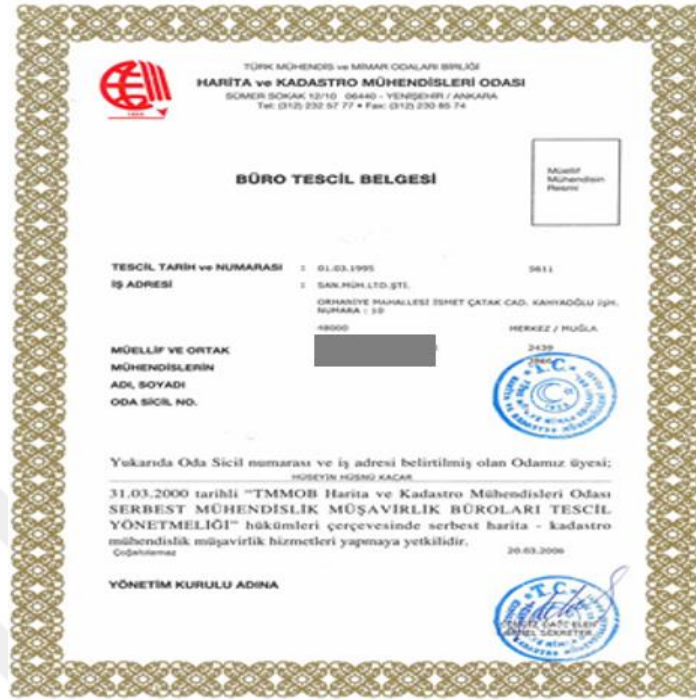 TÜRK MÜHENDİS ve MİMAR ODALARI BİRLİĞİ
HARİTA ve KADASTRO MÜHENDİSLERİ ODASI
SÜMER SOKAK 12/10 06440 - YENİŞEHİR / ANKARA
Tel: (312) 232 57 77 • Fax: (312) 230 85 74
BÜRO TESCİL BELGESİ
Müellif
Mühendisin
Resmi
TESCİL TARİH ve NUMARASI : 01.03.1995 5611
İŞ ADRESİ : SAN.MÜH.LTD.ŞTİ.
ORHANİYE MAHALLESİ İSMET ÇATAK CAD. KAHYAOĞLU İŞH.
NUMARA : 10
48000 MERKEZ / MUĞLA
MÜELLİF VE ORTAK 2439
MÜHENDİSLERİN
ADI, SOYADI
ODA SİCİL NO.
T.C.
Yukarıda Oda Sicil numarası ve iş adresi belirtilmiş olan Odamız üyesi;
HÜSEYİN HÜSNÜ KACAR
31.03.2000 tarihli "TMMOB Harita ve Kadastro Mühendisleri Odası
SERBEST MÜHENDİSLİK MÜŞAVİRLİK BÜROLARI TESCİL
YÖNETMELİĞİ" hükümleri çerçevesinde serbest harita - kadastro
mühendislik müşavirlik hizmetleri yapmaya yetkilidir.
Çoğaltılamaz 20.03.2006
YÖNETİM KURULU ADINA
T.C.
GENEL SEKRETER